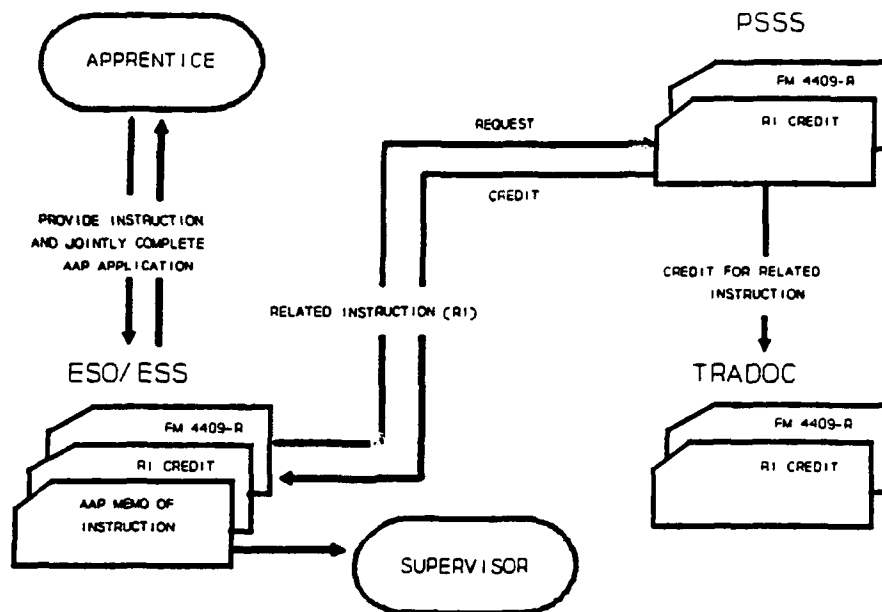 APPRENTICE
PROVIDE INSTRUCTION
AND JOINTLY COMPLETE
AAP APPLICATION
ESO/ESS
FM 4409-R
RI CREDIT
AAP MEMO OF
INSTRUCTION
SUPERVISOR
REQUEST
CREDIT
RELATED INSTRUCTION (RI)
PSSS
FM 4409-R
RI CREDIT
CREDIT FOR RELATED
INSTRUCTION
TRADOC
FM 4409-R
RI CREDIT